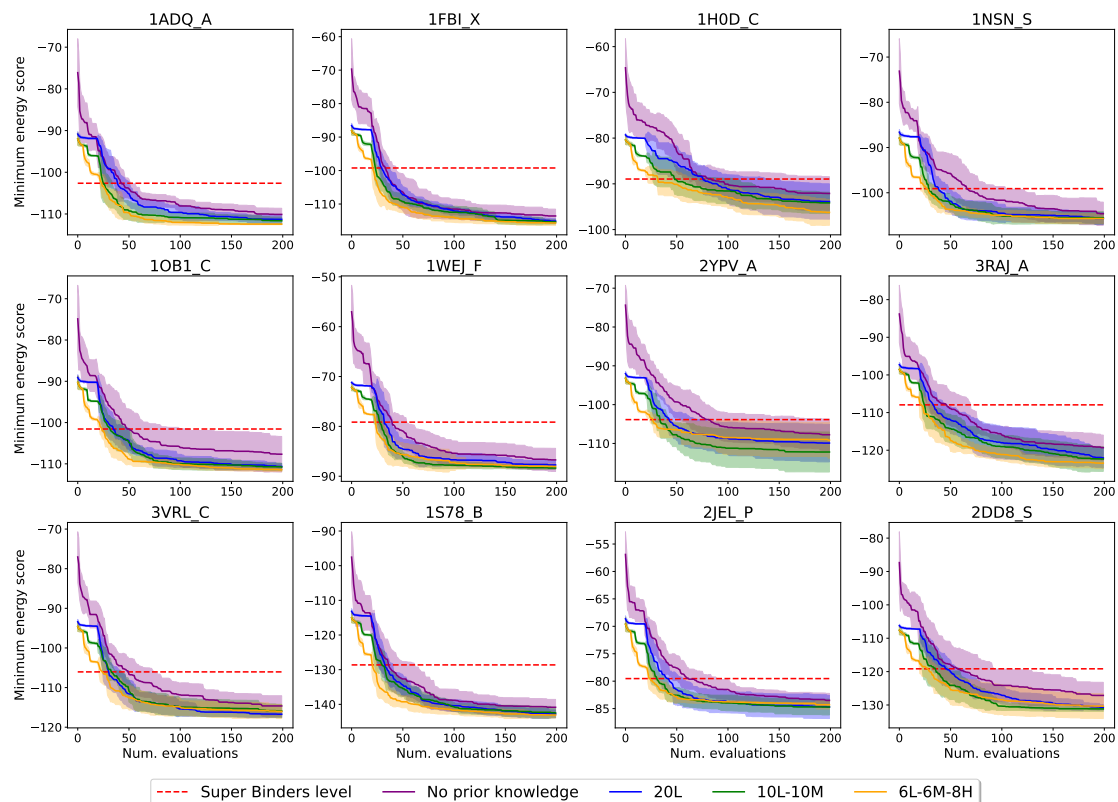 1ADQ_A 1FBI_X 1H0D_C 1NSN_S
Minimum energy score
−70 −80 −90 −100 −110
0 50 100 150 200
−60 −70 −80 −90 −100 −110
0 50 100 150 200
−60 −70 −80 −90 −100
0 50 100 150 200
−70 −80 −90 −100
0 50 100 150 200
1OB1_C 1WEJ_F 2YPV_A 3RAJ_A
Minimum energy score
−70 −80 −90 −100 −110
0 50 100 150 200
−50 −60 −70 −80 −90
0 50 100 150 200
−70 −80 −90 −100 −110
0 50 100 150 200
−80 −90 −100 −110 −120
0 50 100 150 200
3VRL_C 1S78_B 2JEL_P 2DD8_S
Minimum energy score
−70 −80 −90 −100 −110 −120
0 50 100 150 200
Num. evaluations
−90 −100 −110 −120 −130 −140
0 50 100 150 200
Num. evaluations
−55 −60 −65 −70 −75 −80 −85
0 50 100 150 200
Num. evaluations
−80 −90 −100 −110 −120 −130
0 50 100 150 200
Num. evaluations
Super Binders level No prior knowledge 20L 10L-10M 6L-6M-8H